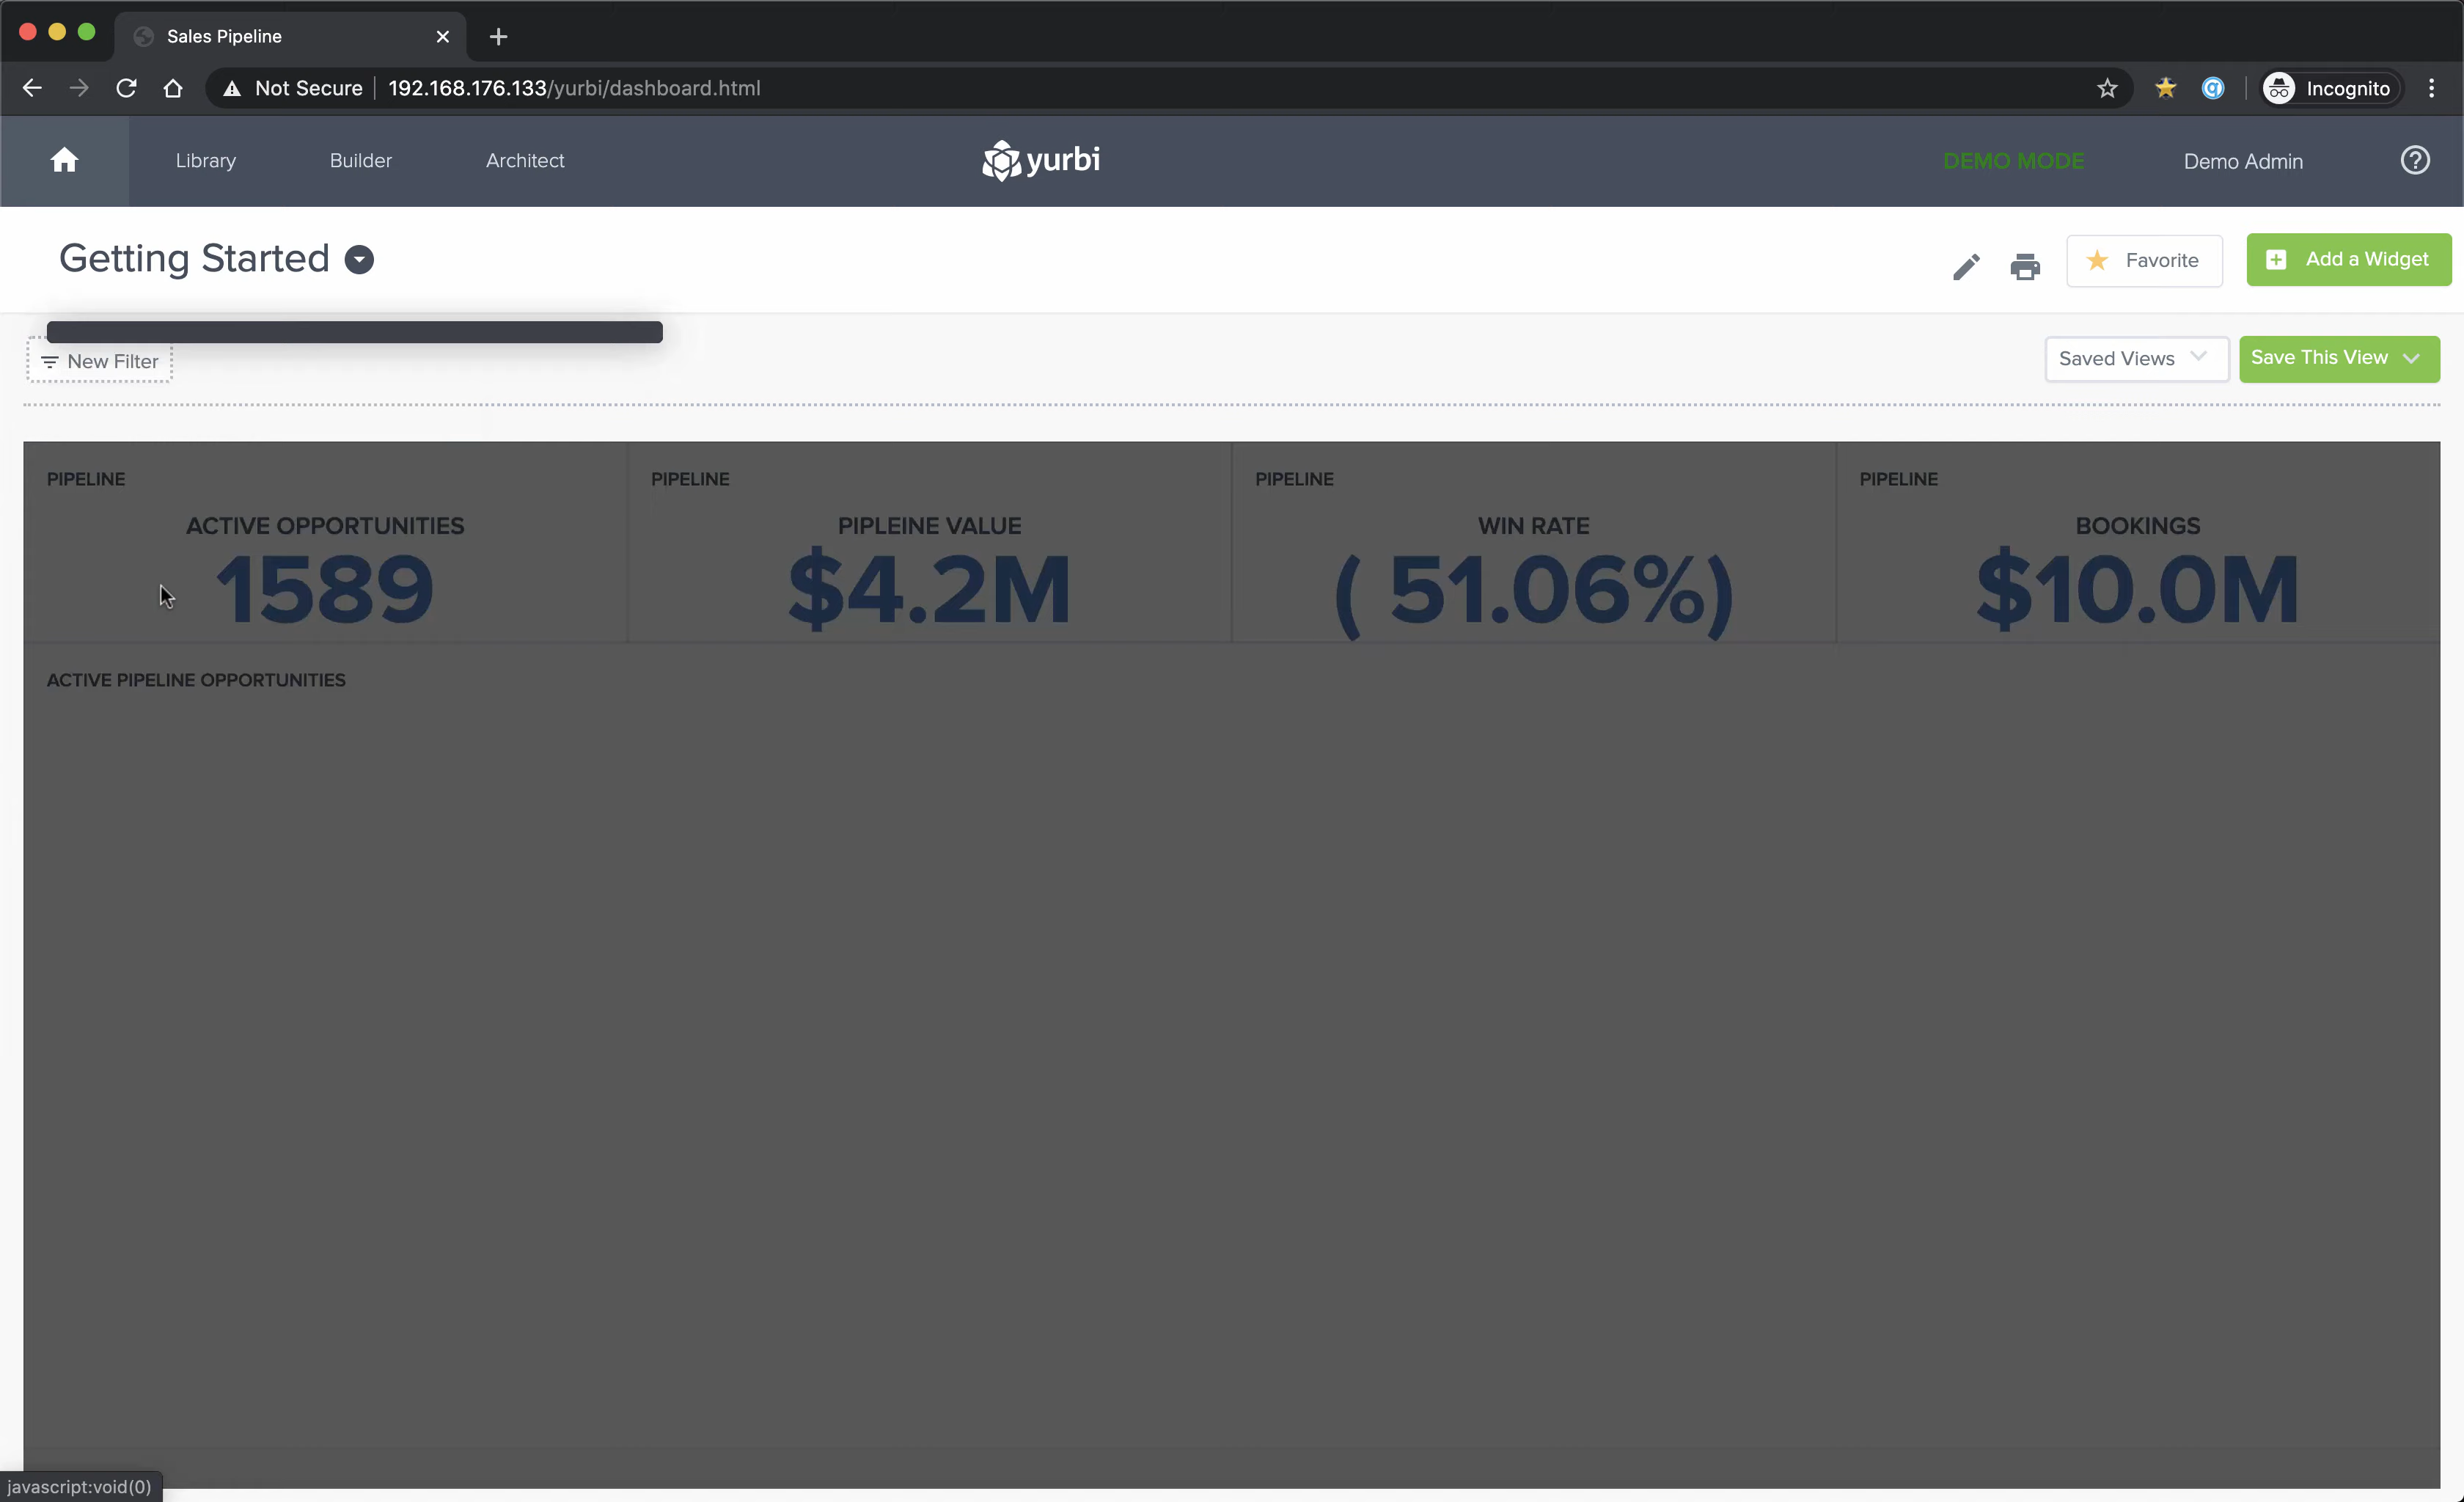 Sales Pipeline
Not Secure 192.168.176.133/yurbi/dashboard.html Incognito
Library Builder Architect yurbi DEMO MODE Demo Admin
Getting Started Favorite Add a Widget
New Filter Saved Views Save This View
PIPELINE PIPELINE PIPELINE PIPELINE
ACTIVE OPPORTUNITIES PIPLEINE VALUE WIN RATE BOOKINGS
1589 $4.2M ( 51.06%) $10.0M
ACTIVE PIPELINE OPPORTUNITIES
javascript:void(0)